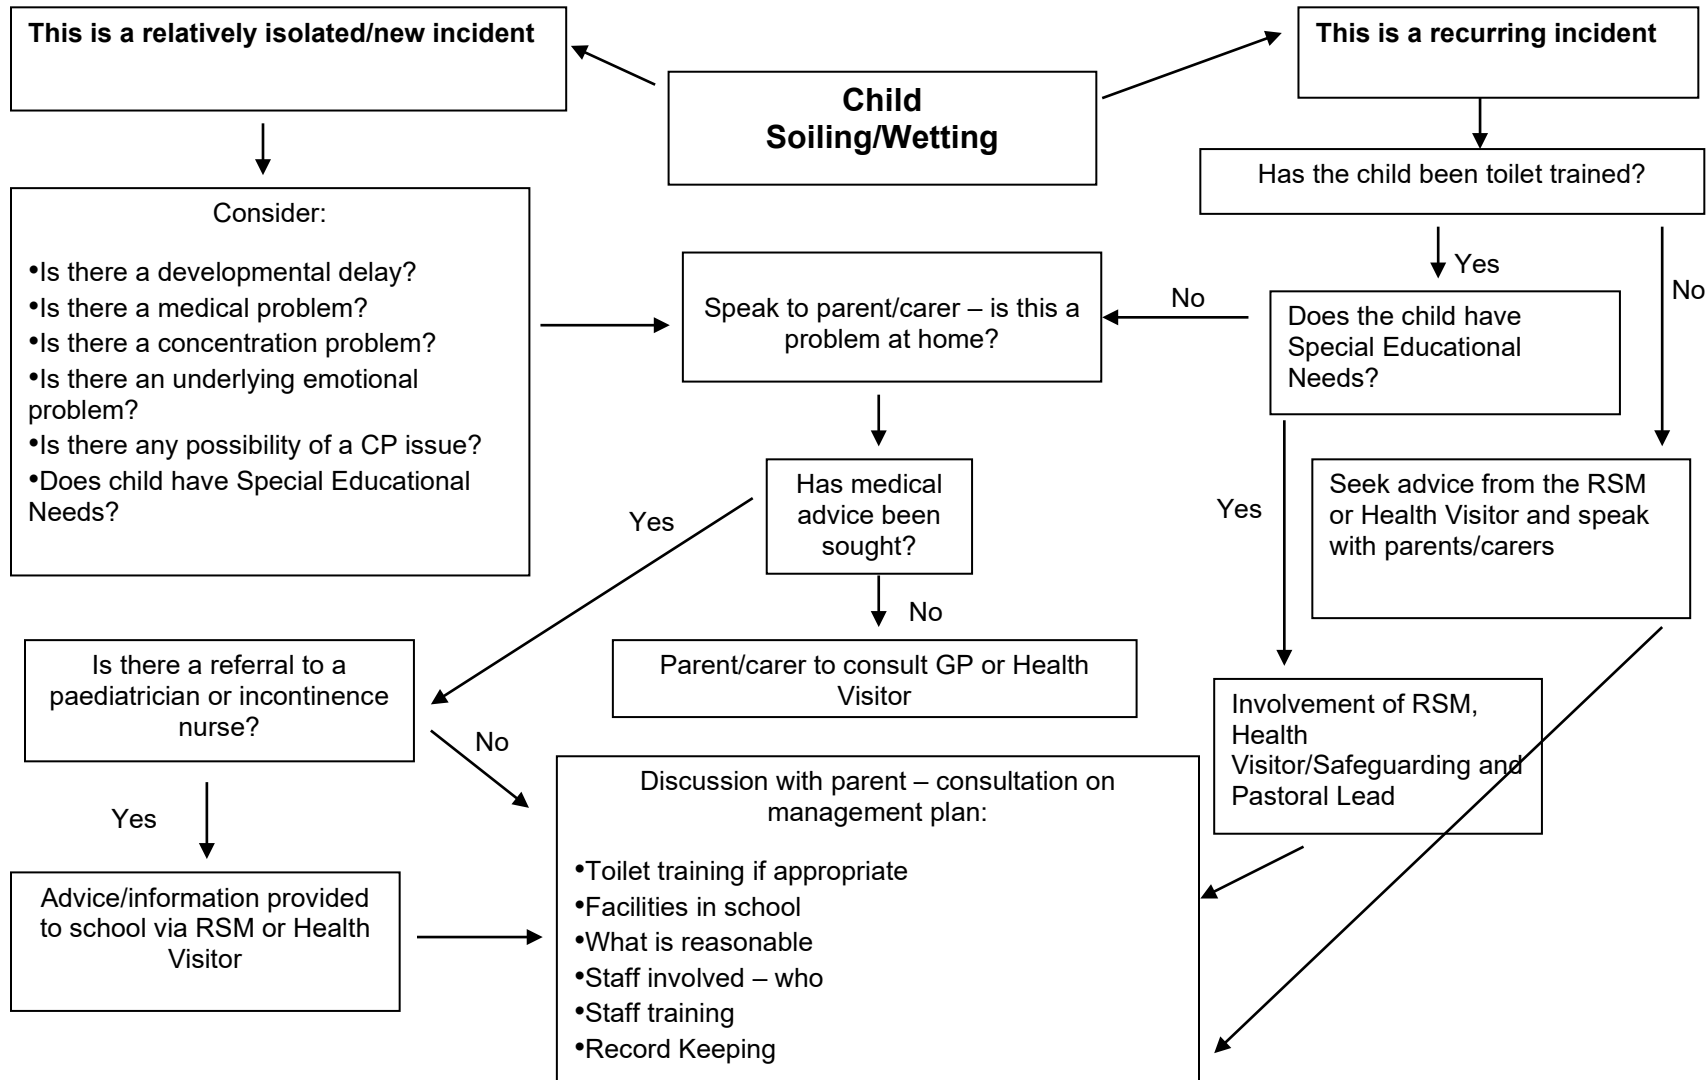 This is a relatively isolated/new incident
This is a recurring incident
Child
Soiling/Wetting
Has the child been toilet trained?
Consider:
•Is there a developmental delay?
•Is there a medical problem?
•Is there a concentration problem?
•Is there an underlying emotional
problem?
•Is there any possibility of a CP issue?
•Does child have Special Educational
Needs?
Speak to parent/carer – is this a
problem at home?
No
Yes
No
Does the child have
Special Educational
Needs?
Has medical
advice been
sought?
Yes
Yes
Seek advice from the RSM
or Health Visitor and speak
with parents/carers
No
Is there a referral to a
paediatrician or incontinence
nurse?
Parent/carer to consult GP or Health
Visitor
Involvement of RSM,
Health
Visitor/Safeguarding and
Pastoral Lead
No
Yes
Discussion with parent – consultation on
management plan:
•Toilet training if appropriate
•Facilities in school
•What is reasonable
•Staff involved – who
•Staff training
•Record Keeping
Advice/information provided
to school via RSM or Health
Visitor